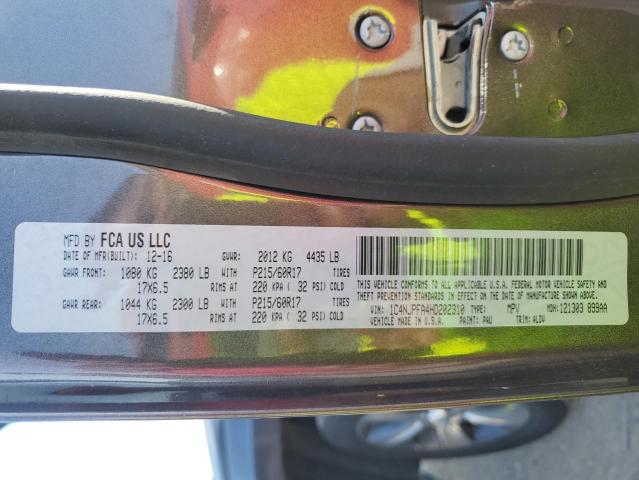 MFD BY FCA US LLC
DATE OF MFR(BUILT): 12-16 GVWR: 2012 KG 4435 LB
GAWR FRONT: 1080 KG 2380 LB WITH P215/60R17 TIRES
17X6.5 RIMS AT 220 KPA ( 32 PSI) COLD
GAWR REAR: 1044 KG 2300 LB WITH P215/60R17 TIRES
17X6.5 RIMS AT 220 KPA ( 32 PSI) COLD
THIS VEHICLE CONFORMS TO ALL APPLICABLE U.S.A. FEDERAL MOTOR VEHICLE SAFETY AND
THEFT PREVENTION STANDARDS IN EFFECT ON THE DATE OF MANUFACTURE SHOWN ABOVE.
VIN: 1C4NJPFA4HD202310 TYPE: MPV MDH: 121303 899AA
VEHICLE MADE IN U.S.A. PAINT: PAU TRIM: ALDV